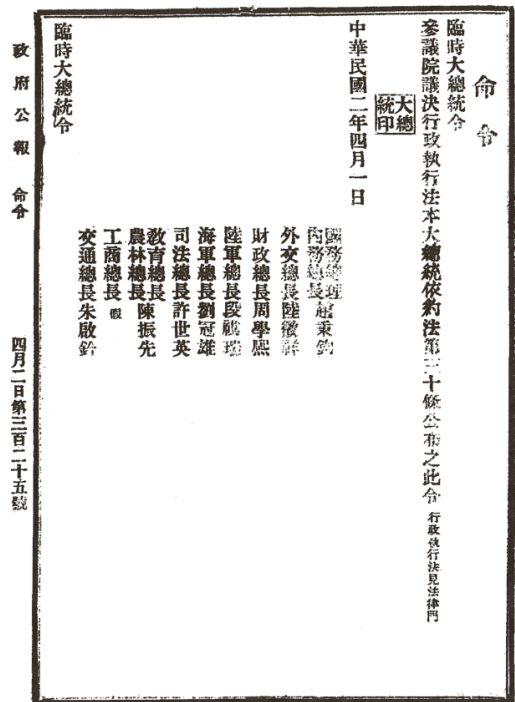 命令
臨時大總統令
參議院議決行政執行法本大總統依約法第三十條公布之此令 行政執行法見法律門
大總統印
中華民國二年四月一日
國務總理
內務總長 趙秉鈞
外交總長陸徵祥
財政總長周學熙
陸軍總長段祺瑞
海軍總長劉冠雄
司法總長許世英
教育總長
農林總長 陳振先
工商總長 假
交通總長朱啟鈐
臨時大總統令
政府公報 命令 四月二日第三百二十五號